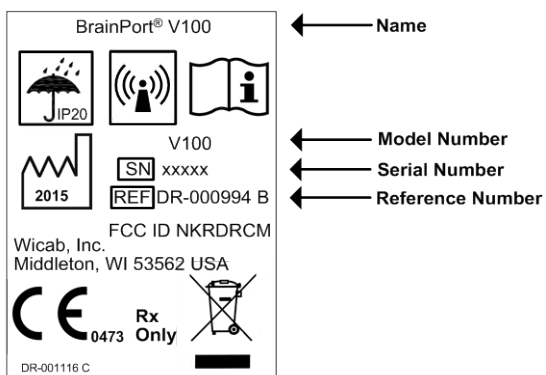 BrainPort® V100
Name
IP20
i
V100
Model Number
SN xxxxx
Serial Number
2015
REF DR-000994 B
Reference Number
FCC ID NKRDRCM
Wicab, Inc.
Middleton, WI 53562 USA
CE 0473
Rx
Only
DR-001116 C